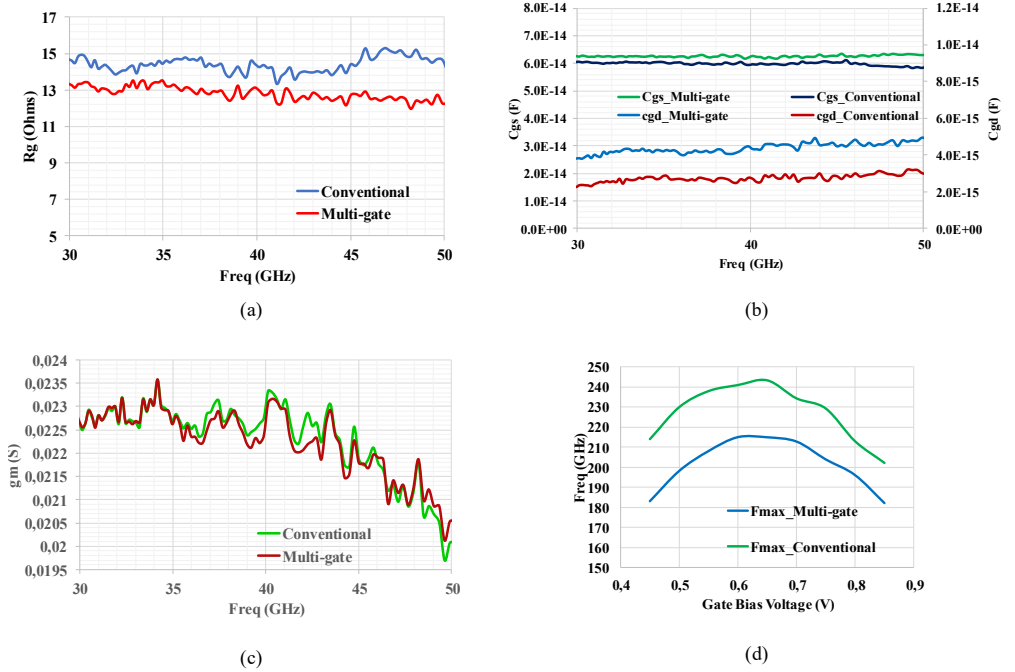 17
15
13
11
9
7
5
Rg (Ohms)
Conventional
Multi-gate
30 35 40 45 50
Freq (GHz)
(a)
8.0E-14
7.0E-14
6.0E-14
5.0E-14
4.0E-14
3.0E-14
2.0E-14
1.0E-14
0.0E+00
Cgs (F)
Cgs_Multi-gate Cgs_Conventional
cgd_Multi-gate cgd_Conventional
1.2E-14
1.0E-14
8.0E-15
6.0E-15
4.0E-15
2.0E-15
0.0E+00
Cgd (F)
30 40 50
Freq (GHz)
(b)
0,024
0,0235
0,023
0,0225
0,022
0,0215
0,021
0,0205
0,02
0,0195
gm (S)
Conventional
Multi-gate
30 35 40 45 50
Freq (GHz)
(c)
250
240
230
220
210
200
190
180
170
160
150
Freq (GHz)
Fmax_Multi-gate
Fmax_Conventional
0,4 0,5 0,6 0,7 0,8 0,9
Gate Bias Voltage (V)
(d)